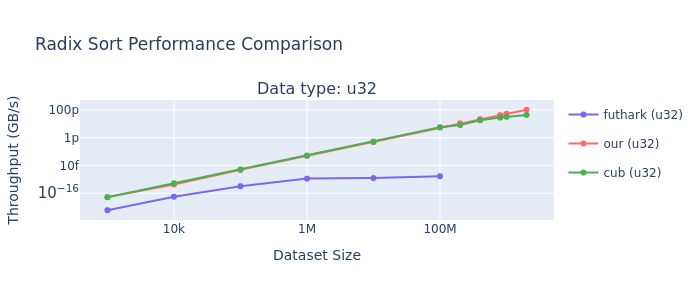 Radix Sort Performance Comparison
Data type: u32
Throughput (GB/s)
100p
1p
10f
10−16
10k
1M
100M
Dataset Size
futhark (u32)
our (u32)
cub (u32)